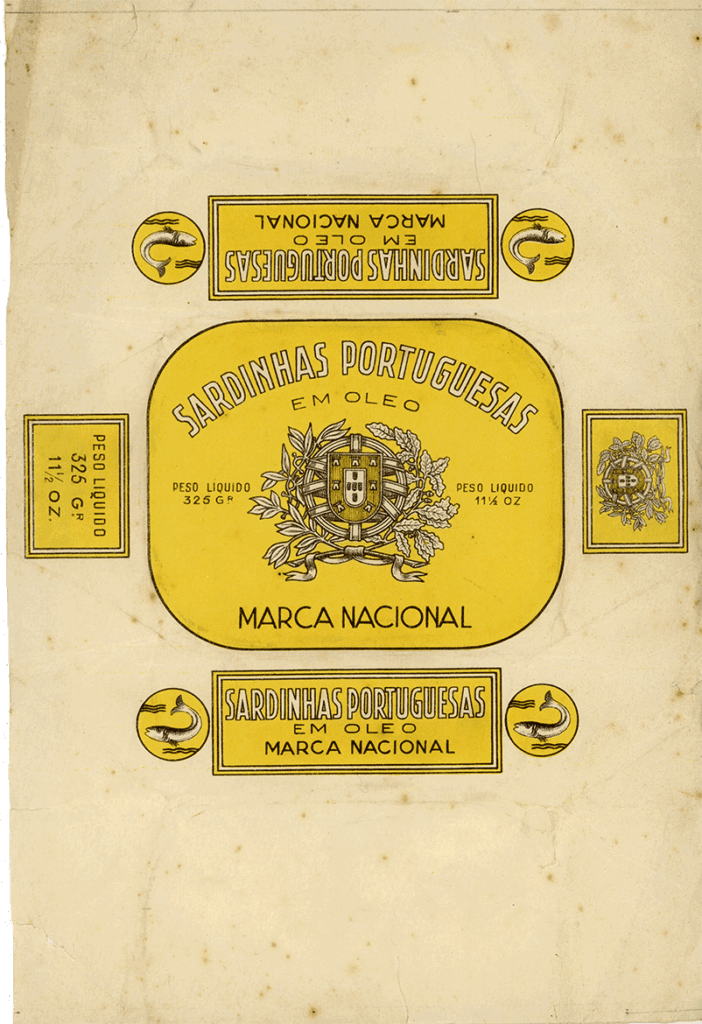 SARDINHAS PORTUGUESAS
EM OLEO
MARCA NACIONAL
SARDINHAS PORTUGUESAS
EM OLEO
PESO LIQUIDO
325 GR
PESO LIQUIDO
11½ OZ
MARCA NACIONAL
PESO LIQUIDO
325 GR.
11½ OZ.
SARDINHAS PORTUGUESAS
EM OLEO
MARCA NACIONAL